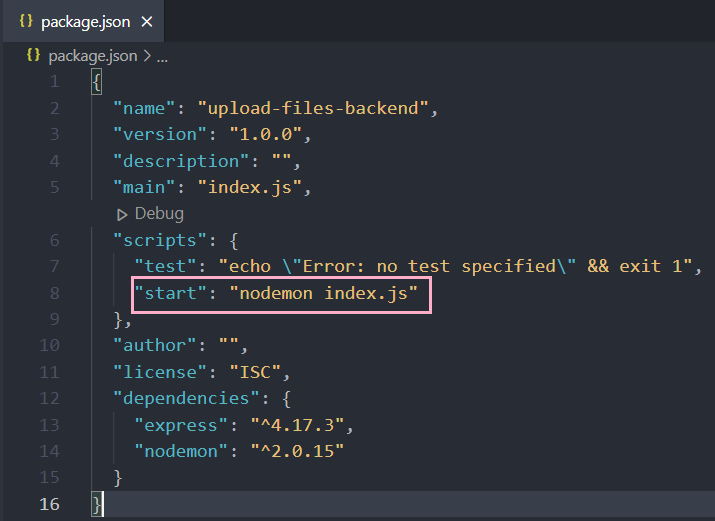 {} package.json ×
{} package.json > ...
1 {
2 "name": "upload-files-backend",
3 "version": "1.0.0",
4 "description": "",
5 "main": "index.js",
Debug
6 "scripts": {
7 "test": "echo \"Error: no test specified\" && exit 1",
8 "start": "nodemon index.js"
9 },
10 "author": "",
11 "license": "ISC",
12 "dependencies": {
13 "express": "^4.17.3",
14 "nodemon": "^2.0.15"
15 }
16 }